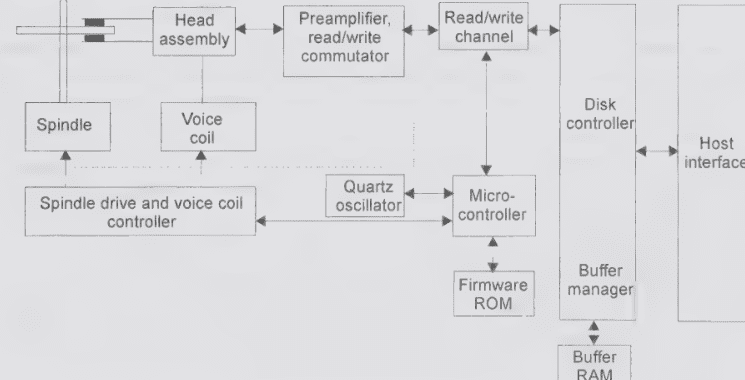 Head
assembly
Preamplifier,
read/write
commutator
Read/write
channel
Spindle
Voice
coil
Disk
controller
Host
interface
Spindle drive and voice coil
controller
Quartz
oscillator
Micro-
controller
Firmware
ROM
Buffer
manager
Buffer
RAM